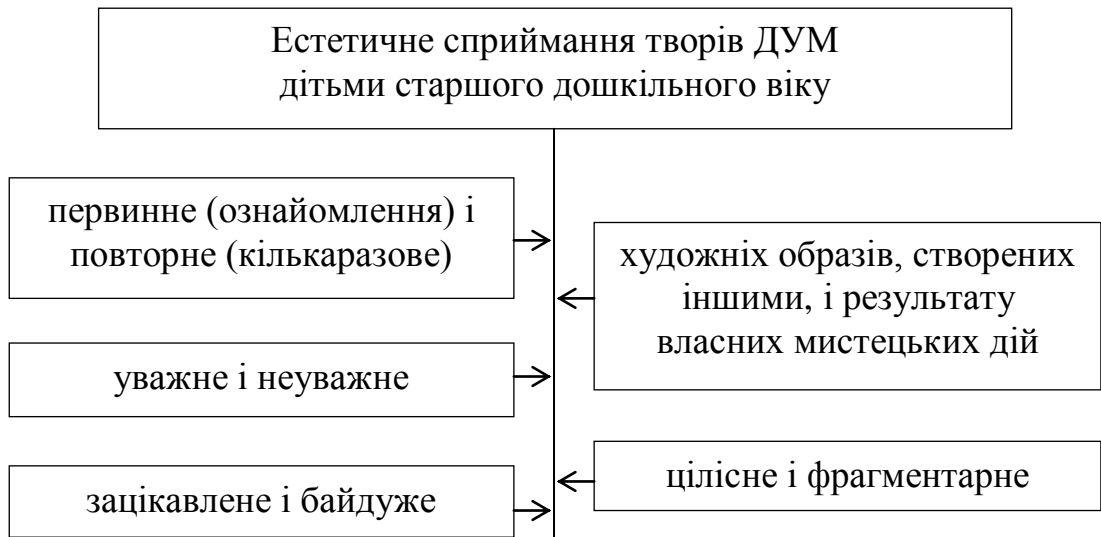 Естетичне сприймання творів ДУМ
дітьми старшого дошкільного віку
первинне (ознайомлення) і
повторне (кількаразове)
художніх образів, створених
іншими, і результату
власних мистецьких дій
уважне і неуважне
цілісне і фрагментарне
зацікавлене і байдуже